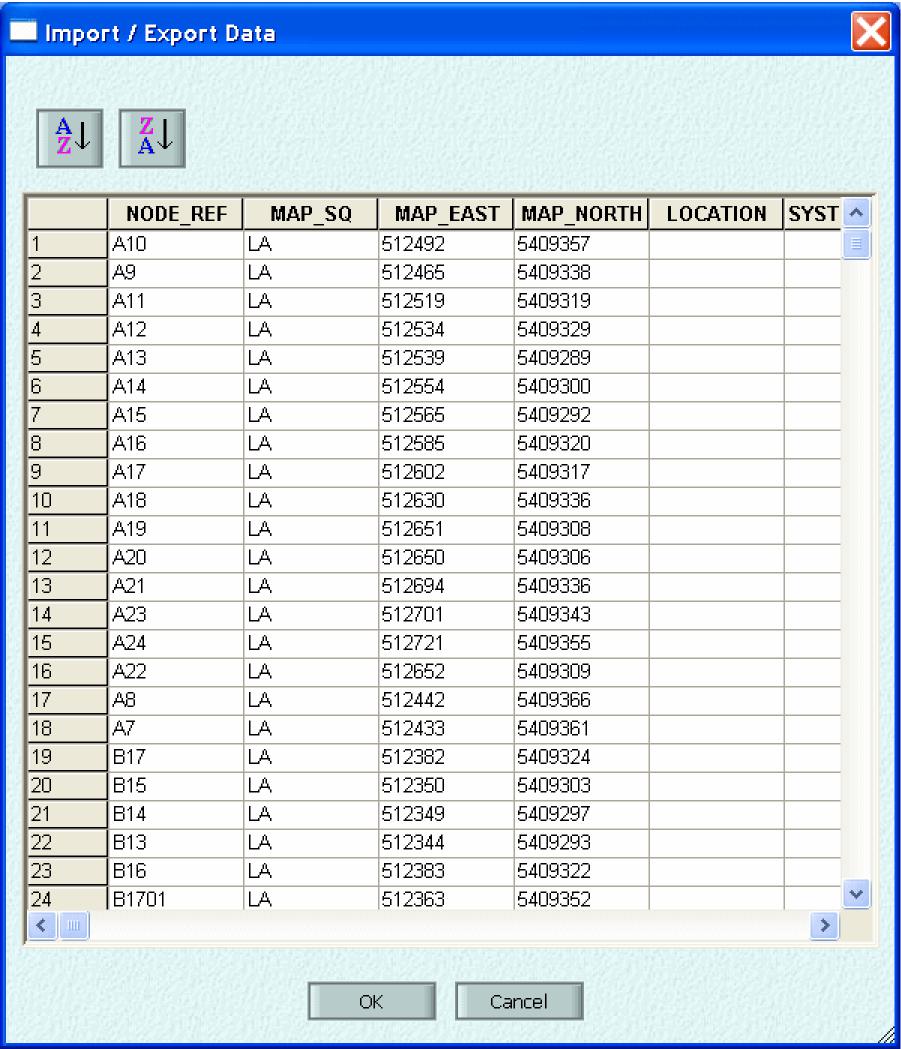 Import / Export Data
A Z
Z A
NODE_REF MAP_SQ MAP_EAST MAP_NORTH LOCATION SYST
1 A10 LA 512492 5409357
2 A9 LA 512465 5409338
3 A11 LA 512519 5409319
4 A12 LA 512534 5409329
5 A13 LA 512539 5409289
6 A14 LA 512554 5409300
7 A15 LA 512565 5409292
8 A16 LA 512585 5409320
9 A17 LA 512602 5409317
10 A18 LA 512630 5409336
11 A19 LA 512651 5409308
12 A20 LA 512650 5409306
13 A21 LA 512694 5409336
14 A23 LA 512701 5409343
15 A24 LA 512721 5409355
16 A22 LA 512652 5409309
17 A8 LA 512442 5409366
18 A7 LA 512433 5409361
19 B17 LA 512382 5409324
20 B15 LA 512350 5409303
21 B14 LA 512349 5409297
22 B13 LA 512344 5409293
23 B16 LA 512383 5409322
24 B1701 LA 512363 5409352
OK Cancel